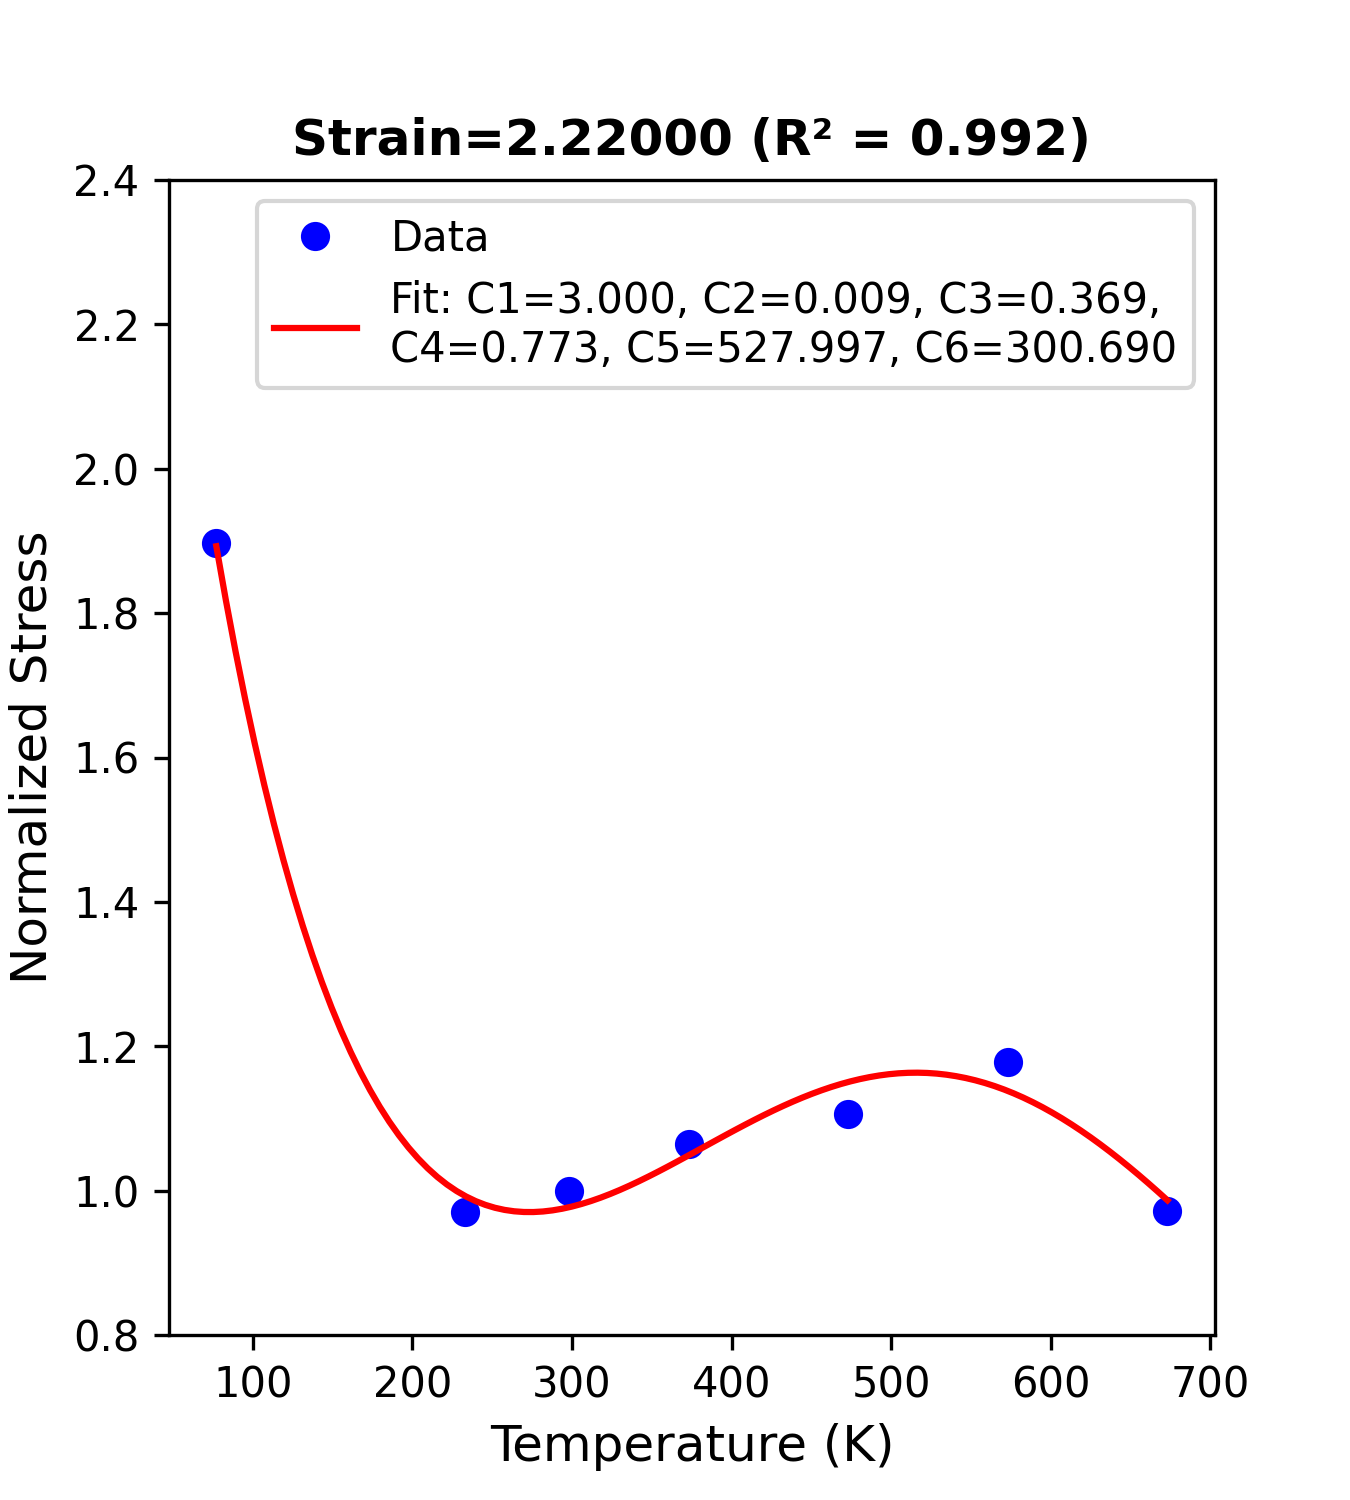 Strain=2.22000 (R² = 0.992)
2.4
2.2
2.0
1.8
1.6
1.4
1.2
1.0
0.8
Normalized Stress
Data
Fit: C1=3.000, C2=0.009, C3=0.369,
C4=0.773, C5=527.997, C6=300.690
100 200 300 400 500 600 700
Temperature (K)